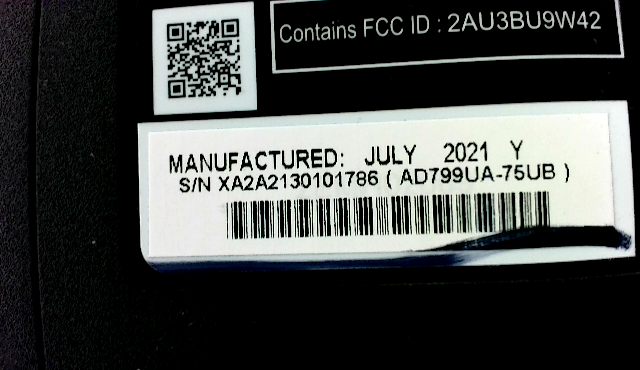 Contains FCC ID : 2AU3BU9W42
MANUFACTURED: JULY 2021 Y
S/N XA2A2130101786 ( AD799UA-75UB )